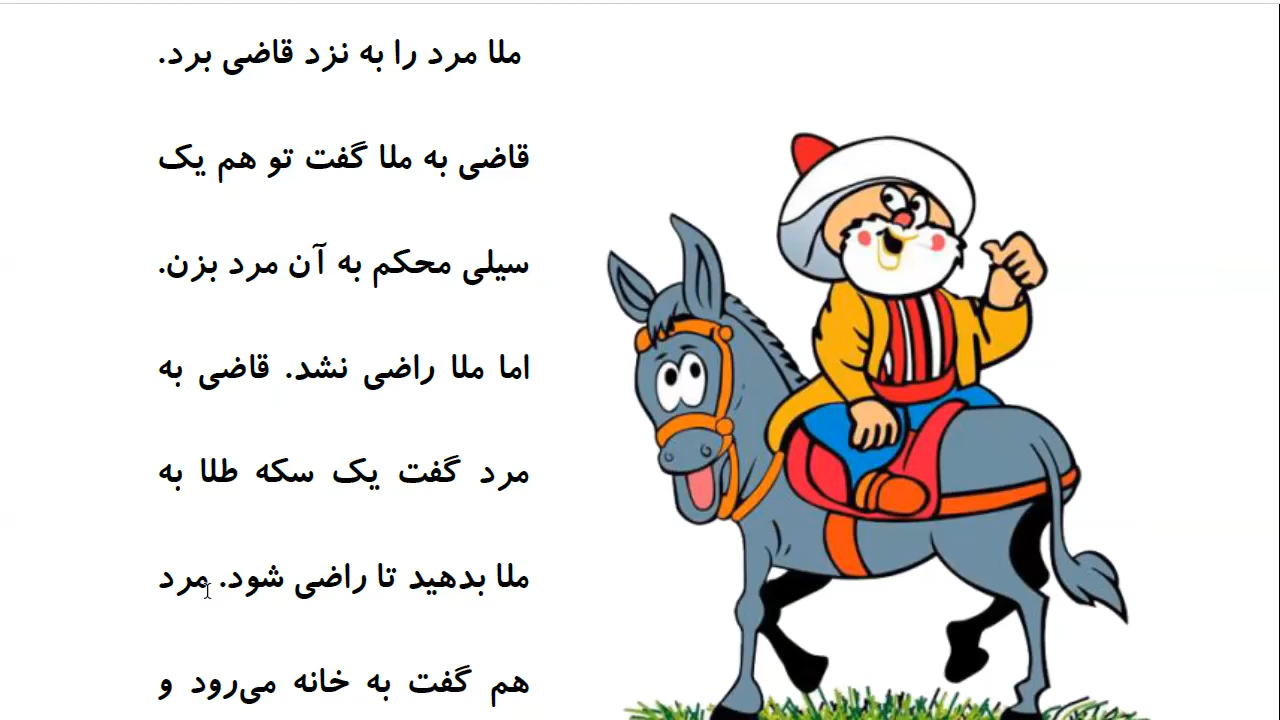 ملا مرد را به نزد قاضی برد.
قاضی به ملا گفت تو هم یک
سیلی محکم به آن مرد بزن.
اما ملا راضی نشد. قاضی به
مرد گفت یک سکه طلا به
ملا بدهید تا راضی شود. مرد
هم گفت به خانه می‌رود و